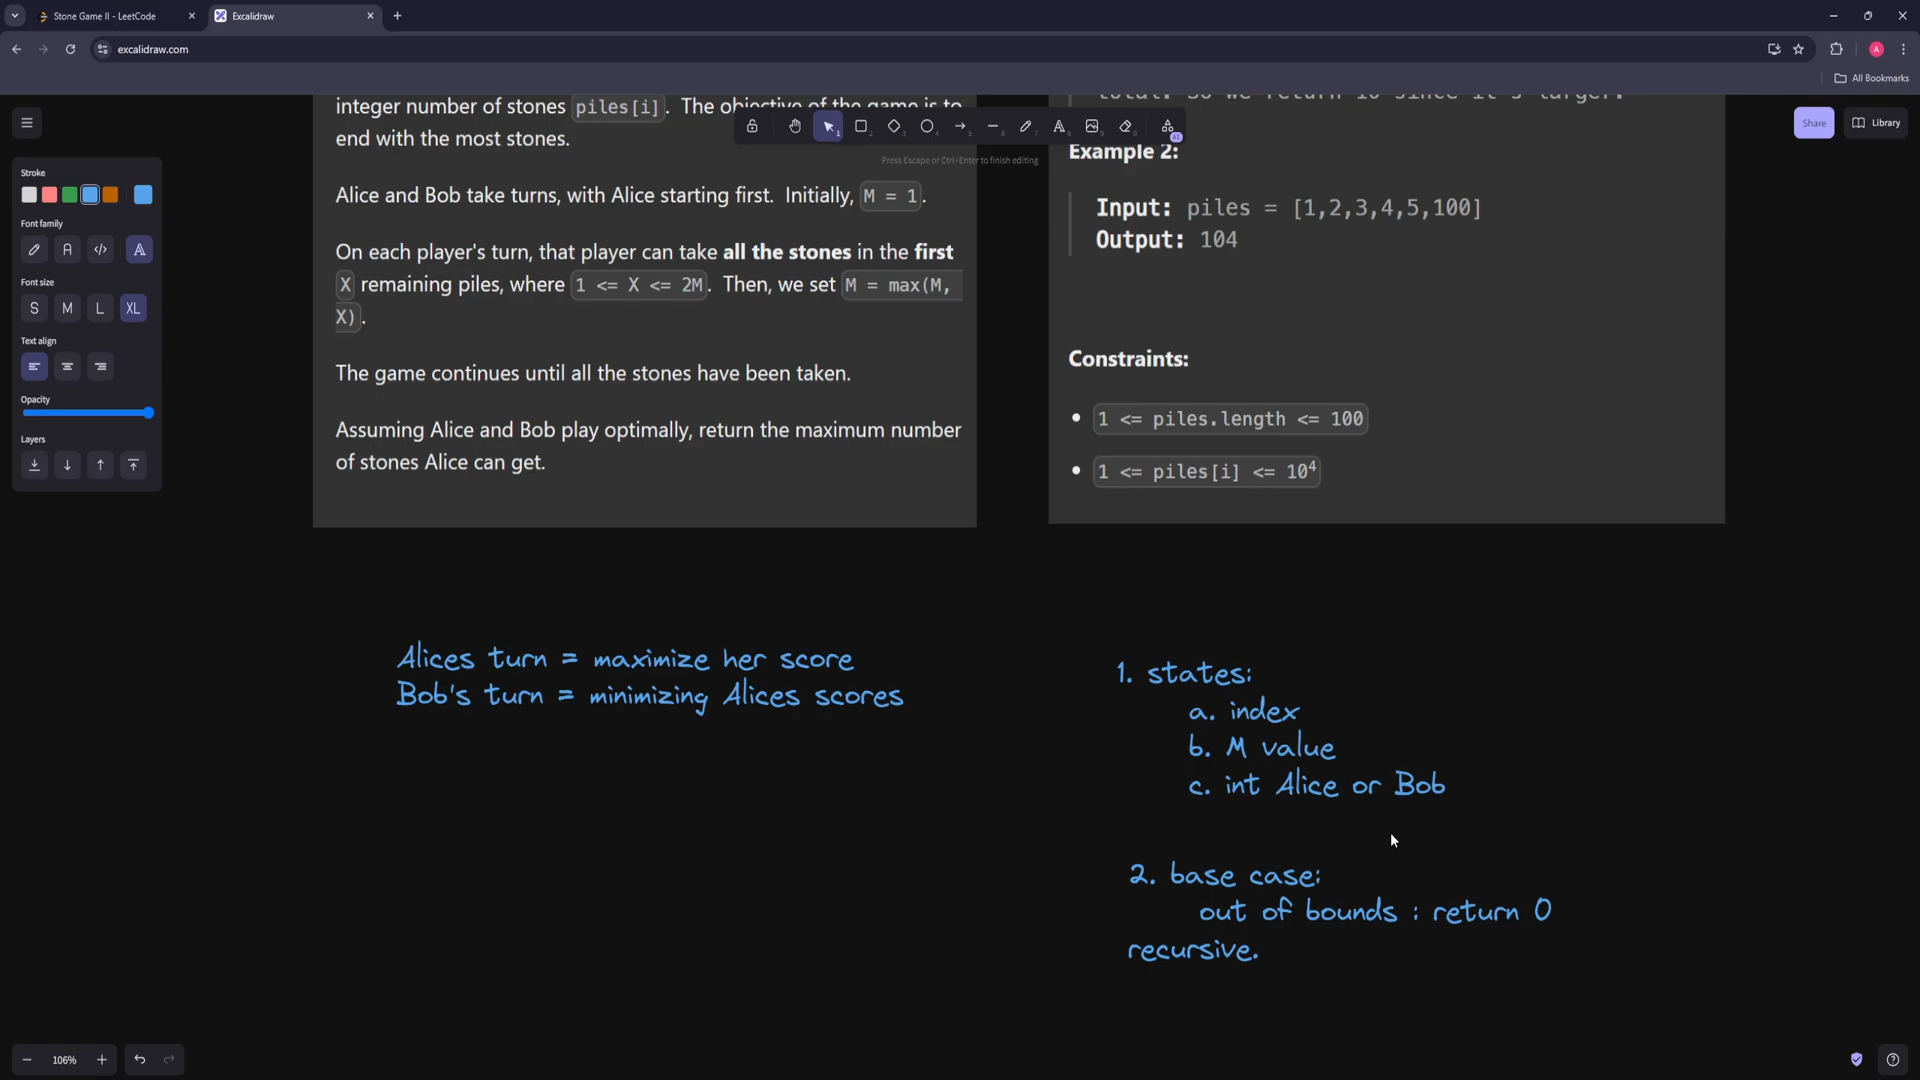 Stone Game II - LeetCode
Excalidraw
excalidraw.com
All Bookmarks
integer number of stones piles[i]. The objective of the game is to
end with the most stones.
Alice and Bob take turns, with Alice starting first. Initially, M = 1.
On each player's turn, that player can take all the stones in the first
X remaining piles, where 1 <= X <= 2M. Then, we set M = max(M,
X).
The game continues until all the stones have been taken.
Assuming Alice and Bob play optimally, return the maximum number
of stones Alice can get.
Press Escape or Ctrl+Enter to finish editing
total. So we return 10 since it's larger.
Example 2:
Input: piles = [1,2,3,4,5,100]
Output: 104
Constraints:
1 <= piles.length <= 100
1 <= piles[i] <= 10⁴
Share
Library
Stroke
Font family
Font size
S M L XL
Text align
Opacity
Layers
Alices turn = maximize her score
Bob's turn = minimizing Alices scores
1. states:
a. index
b. M value
c. int Alice or Bob
2. base case:
out of bounds : return 0
recursive.
106%
A